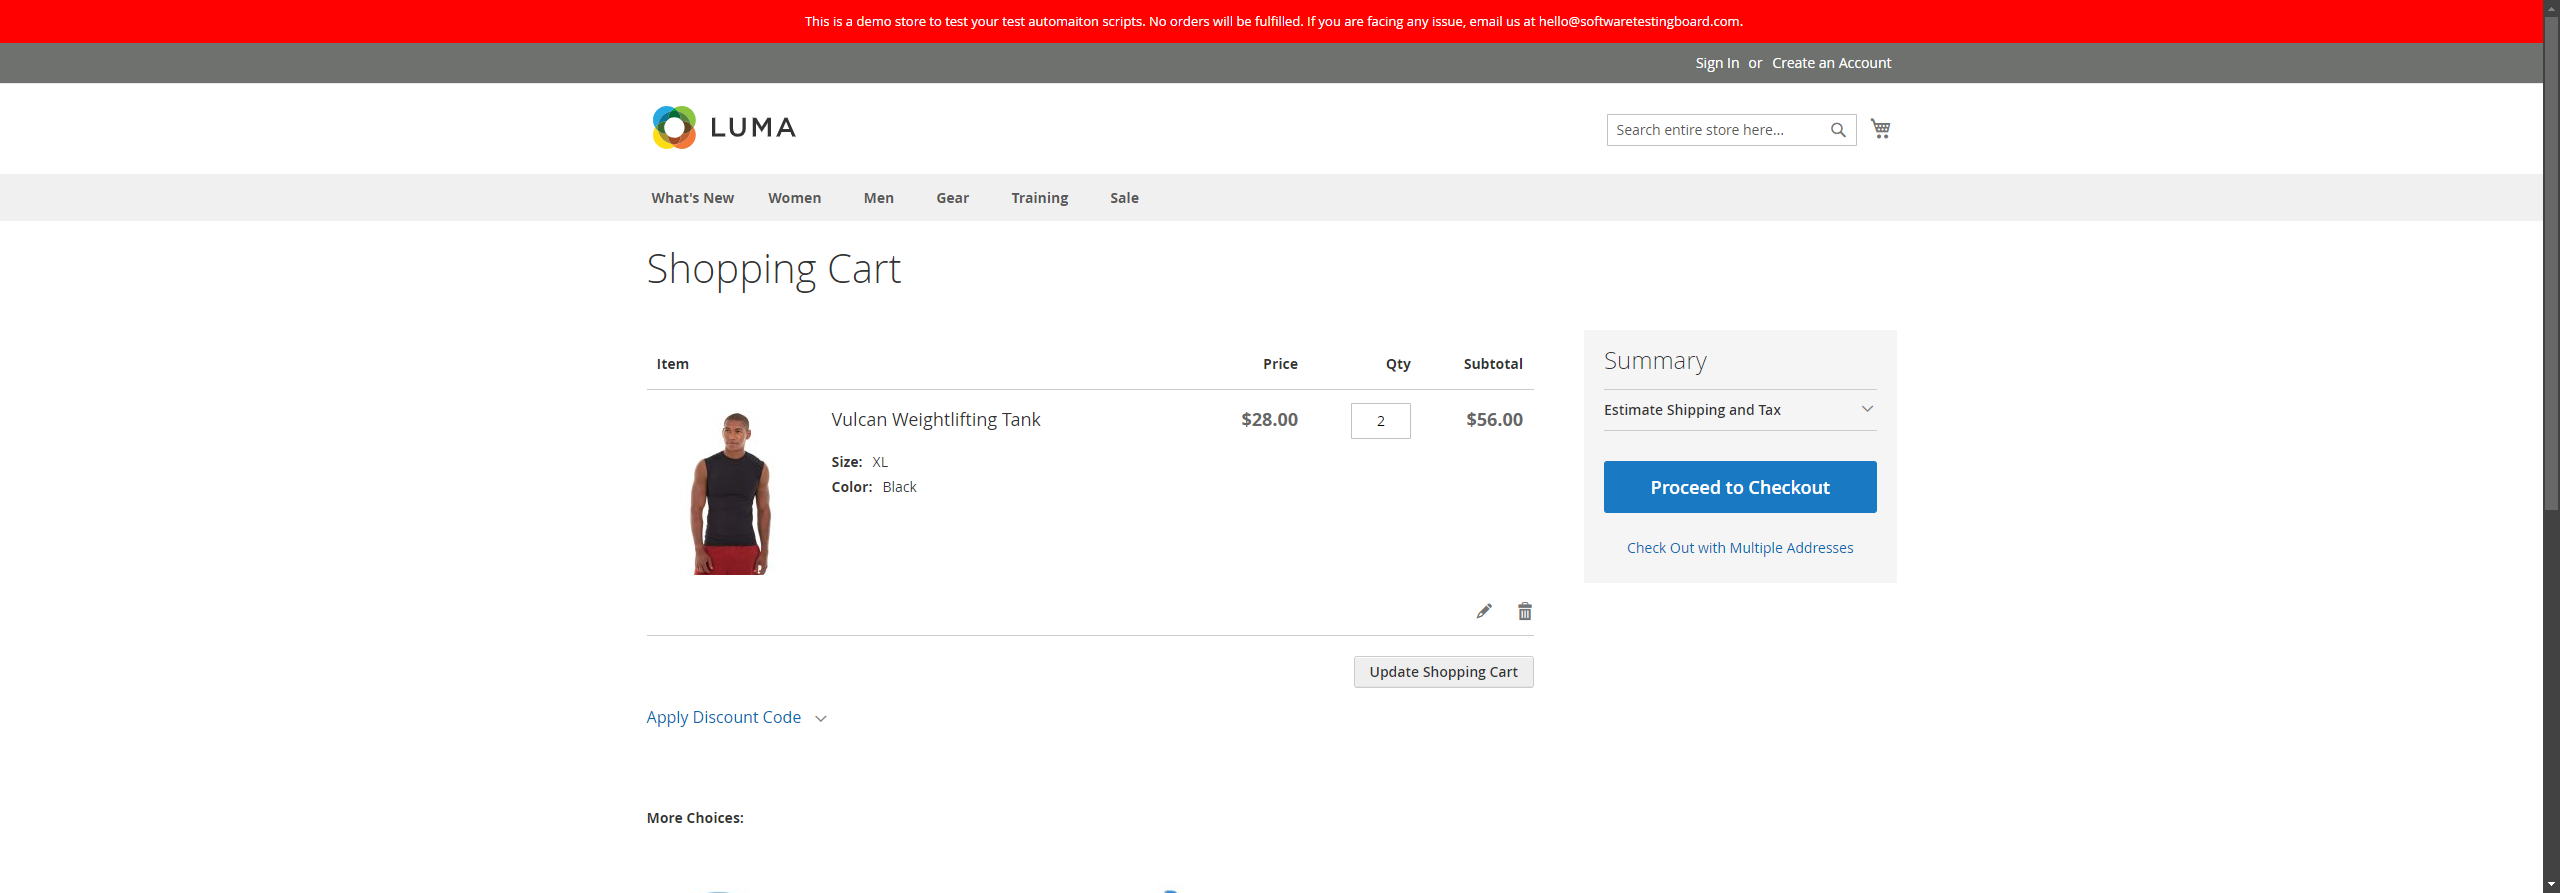 This is a demo store to test your test automaiton scripts. No orders will be fulfilled. If you are facing any issue, email us at hello@softwaretestingboard.com.
Sign In or Create an Account
LUMA
Search entire store here...
What's New Women Men Gear Training Sale
Shopping Cart
Item Price Qty Subtotal
Vulcan Weightlifting Tank $28.00 2 $56.00
Size: XL
Color: Black
Update Shopping Cart
Apply Discount Code
Summary
Estimate Shipping and Tax
Proceed to Checkout
Check Out with Multiple Addresses
More Choices: